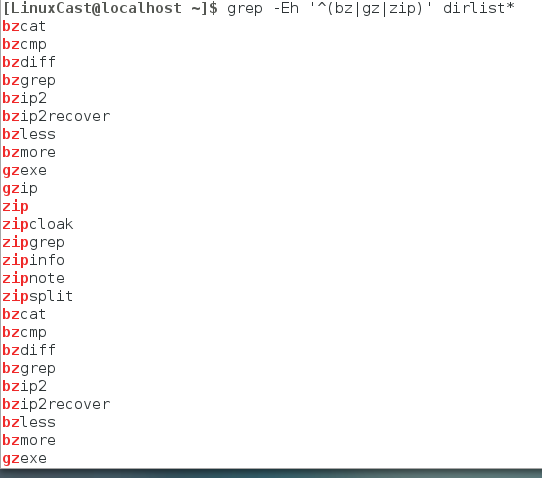 [LinuxCast@localhost ~]$ grep -Eh '^(bz|gz|zip)' dirlist*
bzcat
bzcmp
bzdiff
bzgrep
bzip2
bzip2recover
bzless
bzmore
gzexe
gzip
zip
zipcloak
zipgrep
zipinfo
zipnote
zipsplit
bzcat
bzcmp
bzdiff
bzgrep
bzip2
bzip2recover
bzless
bzmore
gzexe